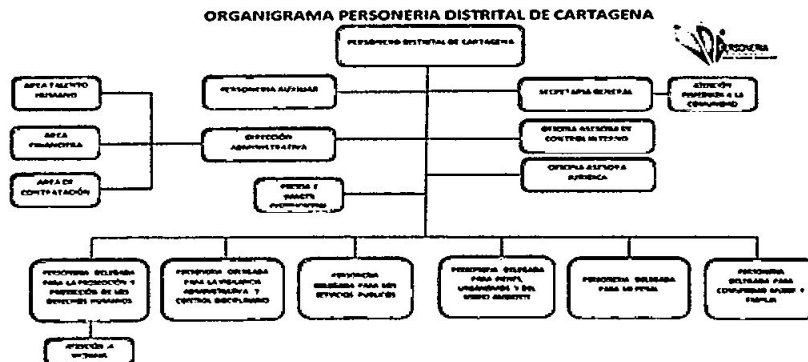 ORGANIGRAMA PERSONERIA DISTRITAL DE CARTAGENA
PERSONERO DISTRITAL DE CARTAGENA
PERSONERIA
AREA TALENTO
HUMANO
PERSONERIA AUXILIAR
SECRETARIA GENERAL
ATENCIÓN
A LA
COMUNIDAD
AREA
FINANCIERA
DIRECCIÓN
ADMINISTRATIVA
OFICINA ASESORA DE
CONTROL INTERNO
AREA DE
CONTRATACIÓN
PRENSA E
IMAGEN
OFICINA ASESORA
JURIDICA
PERSONERIA DELEGADA
PARA LA PROMOCIÓN Y
PROTECCIÓN DE LOS
DERECHOS HUMANOS
PERSONERIA DELEGADA
PARA LA VIGILANCIA
ADMINISTRATIVA Y
CONTROL DISCIPLINARIO
PERSONERIA
DELEGADA PARA LOS
SERVICIOS PUBLICOS
PERSONERIA DELEGADA
PARA BIENES,
URBANISMO Y DEL
MEDIO AMBIENTE
PERSONERIA DELEGADA
PARA LO PENAL
PERSONERIA
DELEGADA PARA
COMUNIDAD MUJER Y
FAMILIA
ATENCIÓN A
VICTIMAS